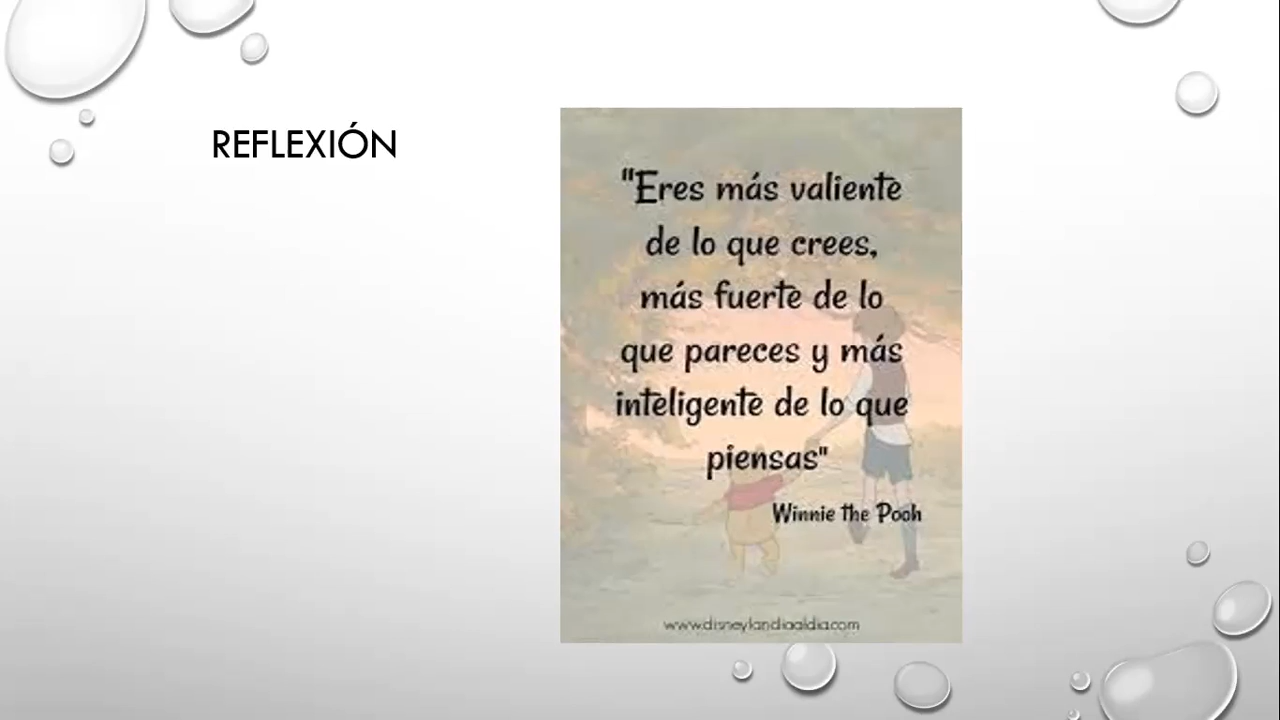 REFLEXIÓN
"Eres más valiente
de lo que crees,
más fuerte de lo
que pareces y más
inteligente de lo que
piensas"
Winnie the Pooh
www.disneylandiaaldia.com